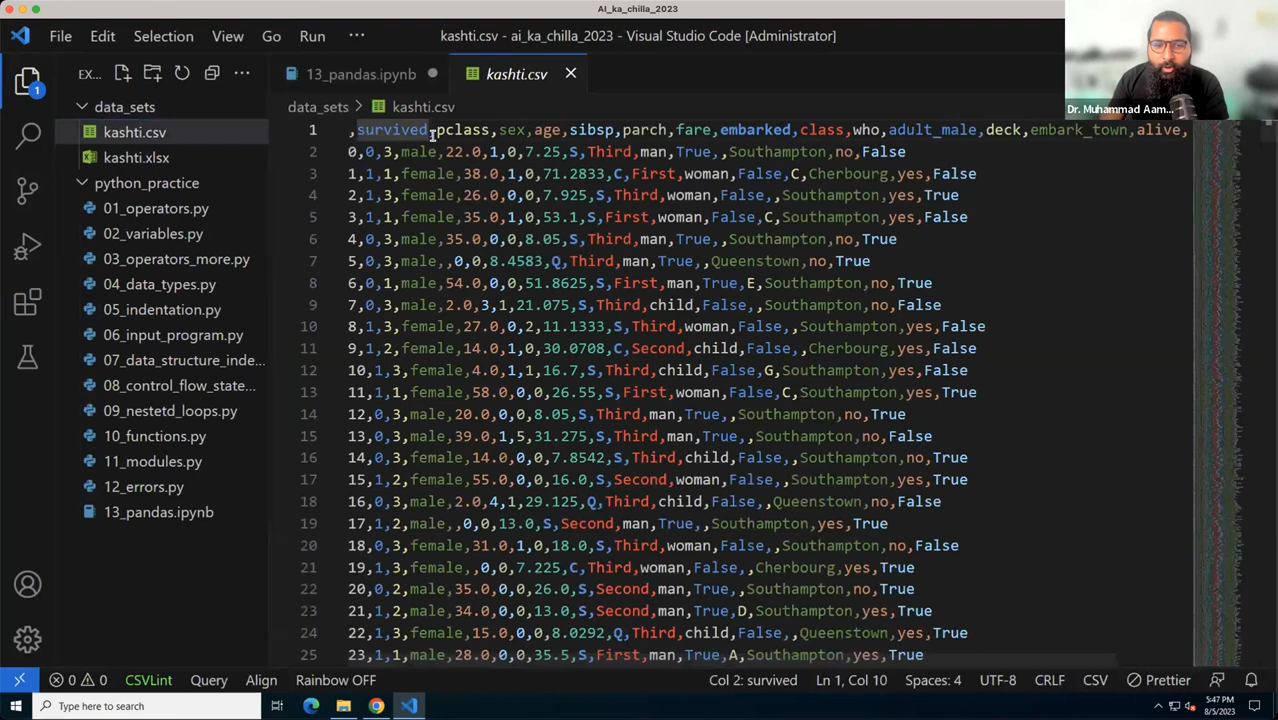 AI_ka_chilla_2023
File Edit Selection View Go Run ··· kashti.csv - ai_ka_chilla_2023 - Visual Studio Code [Administrator]
EX... ···
13_pandas.ipynb
kashti.csv
data_sets > kashti.csv
Dr. Muhammad Aam...
1
data_sets
kashti.csv
kashti.xlsx
python_practice
01_operators.py
02_variables.py
03_operators_more.py
04_data_types.py
05_indentation.py
06_input_program.py
07_data_structure_inde...
08_control_flow_state...
09_nestetd_loops.py
10_functions.py
11_modules.py
12_errors.py
13_pandas.ipynb
1 ,survived,pclass,sex,age,sibsp,parch,fare,embarked,class,who,adult_male,deck,embark_town,alive,
2 0,0,3,male,22.0,1,0,7.25,S,Third,man,True,,Southampton,no,False
3 1,1,1,female,38.0,1,0,71.2833,C,First,woman,False,C,Cherbourg,yes,False
4 2,1,3,female,26.0,0,0,7.925,S,Third,woman,False,,Southampton,yes,True
5 3,1,1,female,35.0,1,0,53.1,S,First,woman,False,C,Southampton,yes,False
6 4,0,3,male,35.0,0,0,8.05,S,Third,man,True,,Southampton,no,True
7 5,0,3,male,,0,0,8.4583,Q,Third,man,True,,Queenstown,no,True
8 6,0,1,male,54.0,0,0,51.8625,S,First,man,True,E,Southampton,no,True
9 7,0,3,male,2.0,3,1,21.075,S,Third,child,False,,Southampton,no,False
10 8,1,3,female,27.0,0,2,11.1333,S,Third,woman,False,,Southampton,yes,False
11 9,1,2,female,14.0,1,0,30.0708,C,Second,child,False,,Cherbourg,yes,False
12 10,1,3,female,4.0,1,1,16.7,S,Third,child,False,G,Southampton,yes,False
13 11,1,1,female,58.0,0,0,26.55,S,First,woman,False,C,Southampton,yes,True
14 12,0,3,male,20.0,0,0,8.05,S,Third,man,True,,Southampton,no,True
15 13,0,3,male,39.0,1,5,31.275,S,Third,man,True,,Southampton,no,False
16 14,0,3,female,14.0,0,0,7.8542,S,Third,child,False,,Southampton,no,True
17 15,1,2,female,55.0,0,0,16.0,S,Second,woman,False,,Southampton,yes,True
18 16,0,3,male,2.0,4,1,29.125,Q,Third,child,False,,Queenstown,no,False
19 17,1,2,male,,0,0,13.0,S,Second,man,True,,Southampton,yes,True
20 18,0,3,female,31.0,1,0,18.0,S,Third,woman,False,,Southampton,no,False
21 19,1,3,female,,0,0,7.225,C,Third,woman,False,,Cherbourg,yes,True
22 20,0,2,male,35.0,0,0,26.0,S,Second,man,True,,Southampton,no,True
23 21,1,2,male,34.0,0,0,13.0,S,Second,man,True,D,Southampton,yes,True
24 22,1,3,female,15.0,0,0,8.0292,Q,Third,child,False,,Queenstown,yes,True
25 23,1,1,male,28.0,0,0,35.5,S,First,man,True,A,Southampton,yes,True
0 0 CSVLint Query Align Rainbow OFF Col 2: survived Ln 1, Col 10 Spaces: 4 UTF-8 CRLF CSV Prettier
Type here to search
5:47 PM
8/5/2023